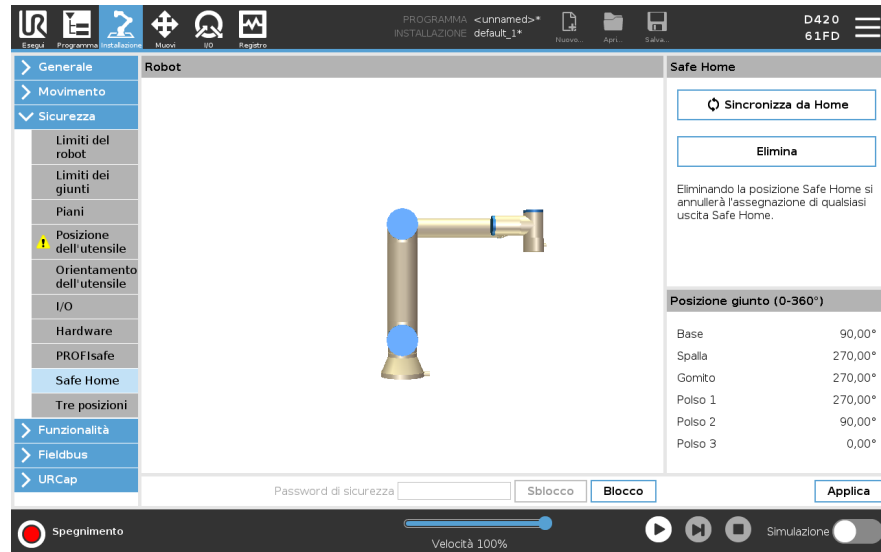 UR
Esegui
Programma
Installazione
Muovi
I/O
Registro
PROGRAMMA <unnamed>*
INSTALLAZIONE default_1*
Nuovo...
Apri...
Salva...
D420
61FD
Generale
Movimento
Sicurezza
Limiti del
robot
Limiti dei
giunti
Piani
Posizione
dell'utensile
Orientamento
dell'utensile
I/O
Hardware
PROFIsafe
Safe Home
Tre posizioni
Funzionalità
Fieldbus
URCap
Robot
Safe Home
Sincronizza da Home
Elimina
Eliminando la posizione Safe Home si
annullerà l'assegnazione di qualsiasi
uscita Safe Home.
Posizione giunto (0-360°)
Base 90,00°
Spalla 270,00°
Gomito 270,00°
Polso 1 270,00°
Polso 2 90,00°
Polso 3 0,00°
Password di sicurezza
Sblocco
Blocco
Applica
Spegnimento
Velocità 100%
Simulazione